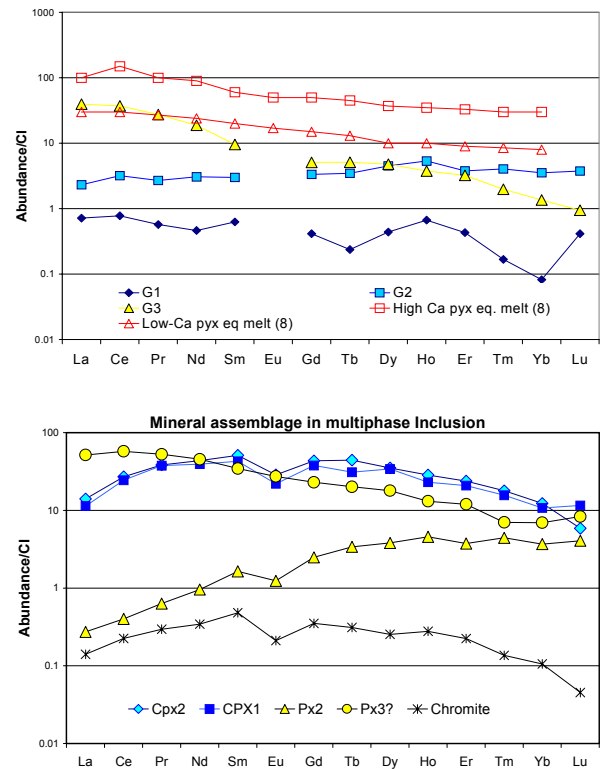 1000
100
10
1
0.1
0.01
Abundance/CI
G1 G2
G3 High Ca pyx eq. melt (8)
Low-Ca pyx eq melt (8)
La Ce Pr Nd Sm Eu Gd Tb Dy Ho Er Tm Yb Lu
Mineral assemblage in multiphase Inclusion
100
10
1
0.1
0.01
Abundance/CI
Cpx2 CPX1 Px2 Px3? Chromite
La Ce Pr Nd Sm Eu Gd Tb Dy Ho Er Tm Yb Lu